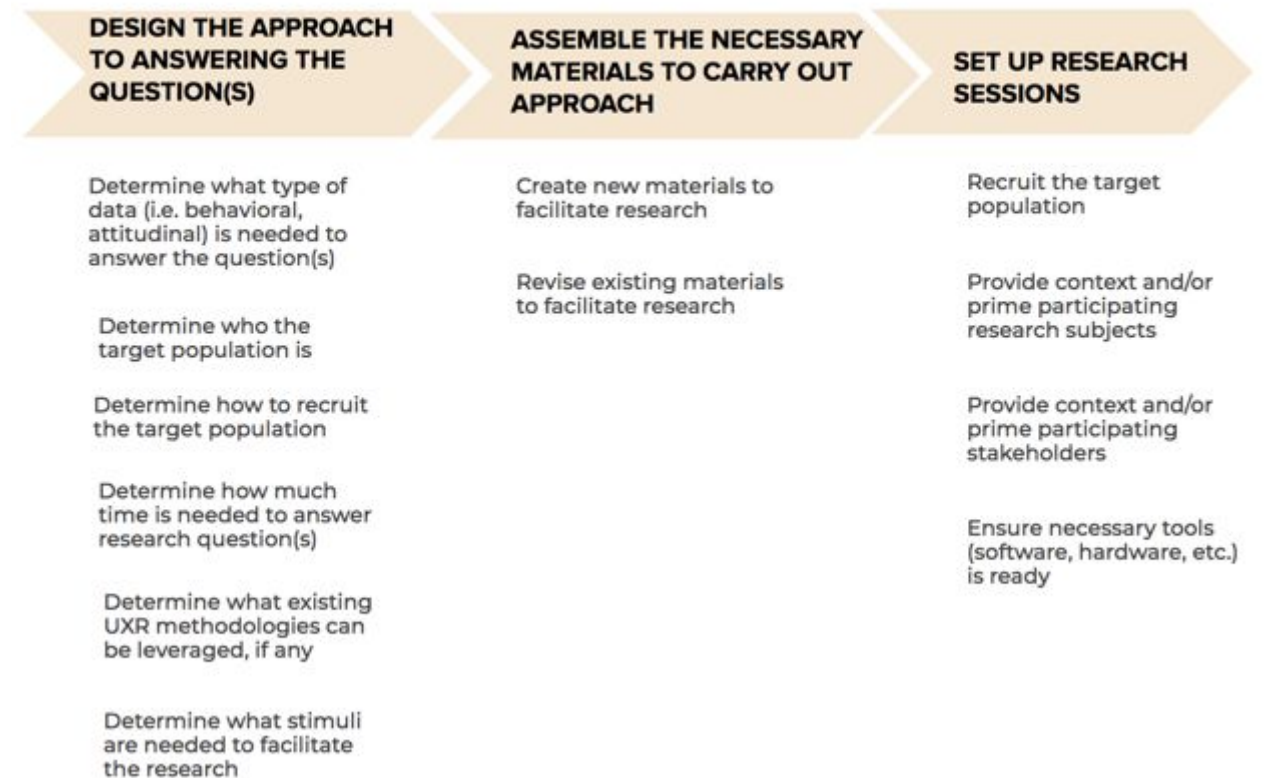 DESIGN THE APPROACH
TO ANSWERING THE
QUESTION(S)
Determine what type of
data (i.e. behavioral,
attitudinal) is needed to
answer the question(s)
Determine who the
target population is
Determine how to recruit
the target population
Determine how much
time is needed to answer
research question(s)
Determine what existing
UXR methodologies can
be leveraged, if any
Determine what stimuli
are needed to facilitate
the research
ASSEMBLE THE NECESSARY
MATERIALS TO CARRY OUT
APPROACH
Create new materials to
facilitate research
Revise existing materials
to facilitate research
SET UP RESEARCH
SESSIONS
Recruit the target
population
Provide context and/or
prime participating
research subjects
Provide context and/or
prime participating
stakeholders
Ensure necessary tools
(software, hardware, etc.)
is ready